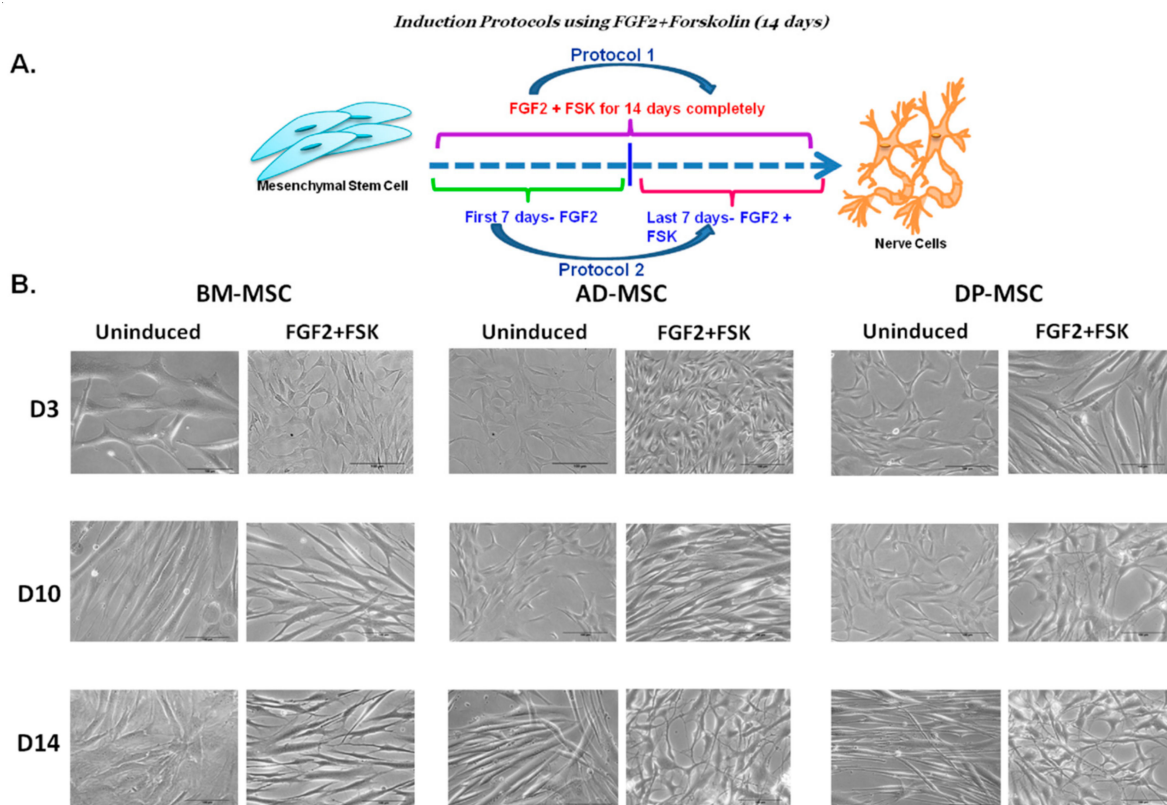 Induction Protocols using FGF2+Forskolin (14 days)
A.
Protocol 1
FGF2 + FSK for 14 days completely
Mesenchymal Stem Cell
First 7 days- FGF2
Last 7 days- FGF2 +
FSK
Nerve Cells
Protocol 2
B.
BM-MSC
AD-MSC
DP-MSC
Uninduced
FGF2+FSK
Uninduced
FGF2+FSK
Uninduced
FGF2+FSK
D3
D10
D14